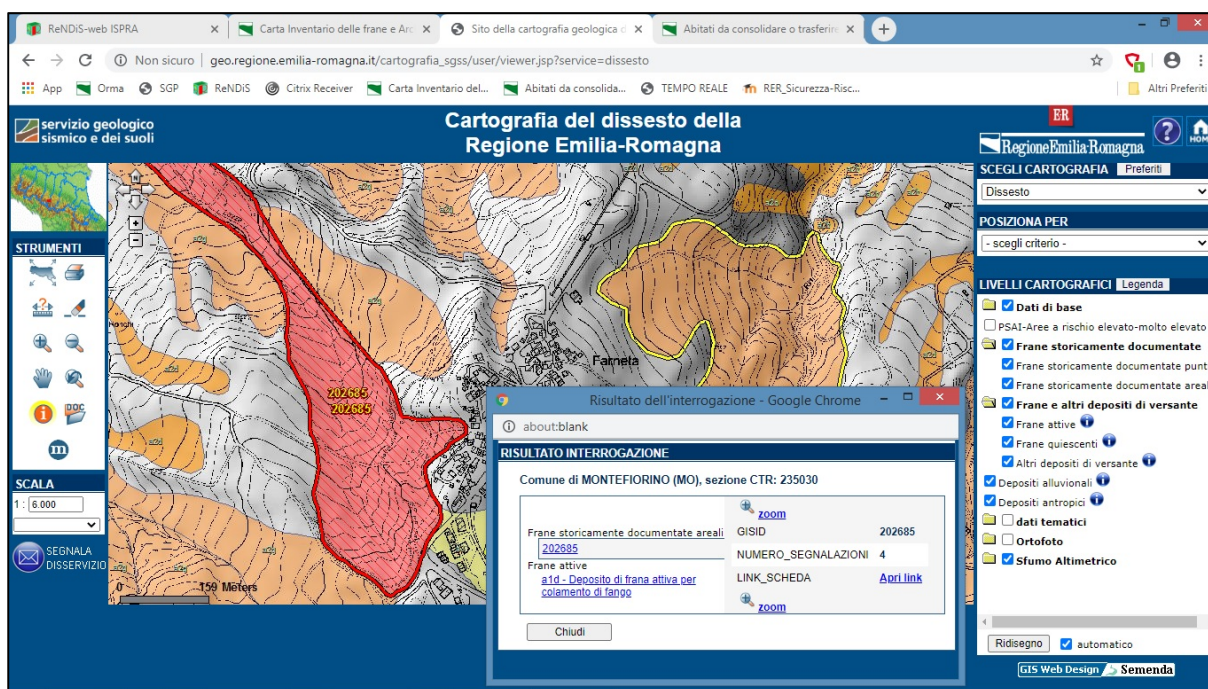 ReNDiS-web ISPRA
Carta Inventario delle frane e Arc
Sito della cartografia geologica d
Abitati da consolidare o trasferire
Non sicuro | geo.regione.emilia-romagna.it/cartografia_sgss/user/viewer.jsp?service=dissesto
App Orma SGP ReNDiS Citrix Receiver Carta Inventario del... Abitati da consolida... TEMPO REALE RER_Sicurezza-Risc... Altri Preferiti
servizio geologico
sismico e dei suoli
Cartografia del dissesto della
Regione Emilia-Romagna
ER
RegioneEmilia-Romagna
HOM
SCEGLI CARTOGRAFIA Preferiti
Dissesto
POSIZIONA PER
- scegli criterio -
LIVELLI CARTOGRAFICI Legenda
Dati di base
PSAI-Aree a rischio elevato-molto elevato
Frane storicamente documentate
Frane storicamente documentate punt
Frane storicamente documentate areal
Frane e altri depositi di versante
Frane attive
Frane quiescenti
Altri depositi di versante
Depositi alluvionali
Depositi antropici
dati tematici
Ortofoto
Sfumo Altimetrico
Ridisegno automatico
GIS Web Design Semenda
STRUMENTI
DOC
m
SCALA
1 : 6.000
SEGNALA
DISSERVIZIO
N
202685
202685
Farneta
0 159 Meters
Risultato dell'interrogazione - Google Chrome
about:blank
RISULTATO INTERROGAZIONE
Comune di MONTEFIORINO (MO), sezione CTR: 235030
Frane storicamente documentate areali
202685
Frane attive
a1d - Deposito di frana attiva per
colamento di fango
zoom
GISID 202685
NUMERO_SEGNALAZIONI 4
LINK_SCHEDA Apri link
zoom
Chiudi